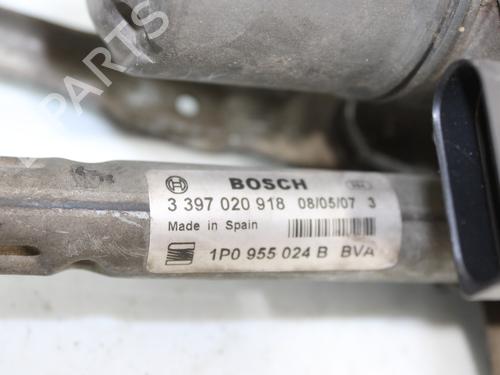 PARTS
BOSCH
3 397 020 918 08/05/07 3
Made in Spain
1P0 955 024 B BVA